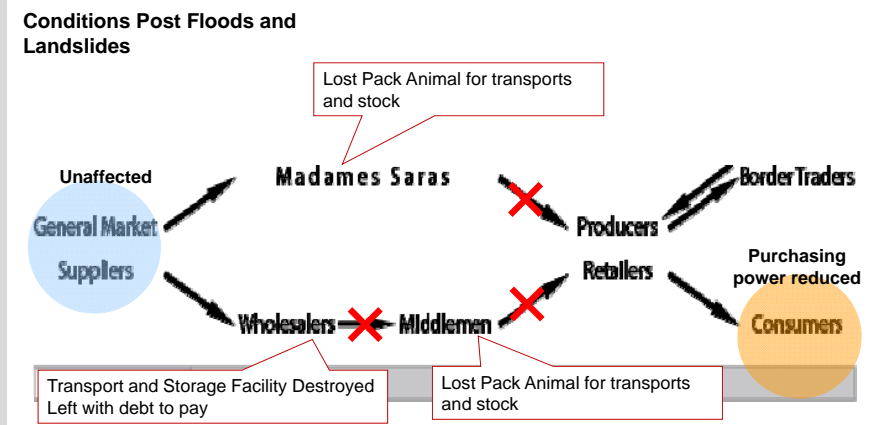 Conditions Post Floods and
Landslides
Lost Pack Animal for transports
and stock
Unaffected
Madames Saras
Border Traders
General Market
Suppliers
Producers
Retailers
Purchasing
power reduced
Wholesalers
MIddlemen
Consumers
Transport and Storage Facility Destroyed
Left with debt to pay
Lost Pack Animal for transports
and stock